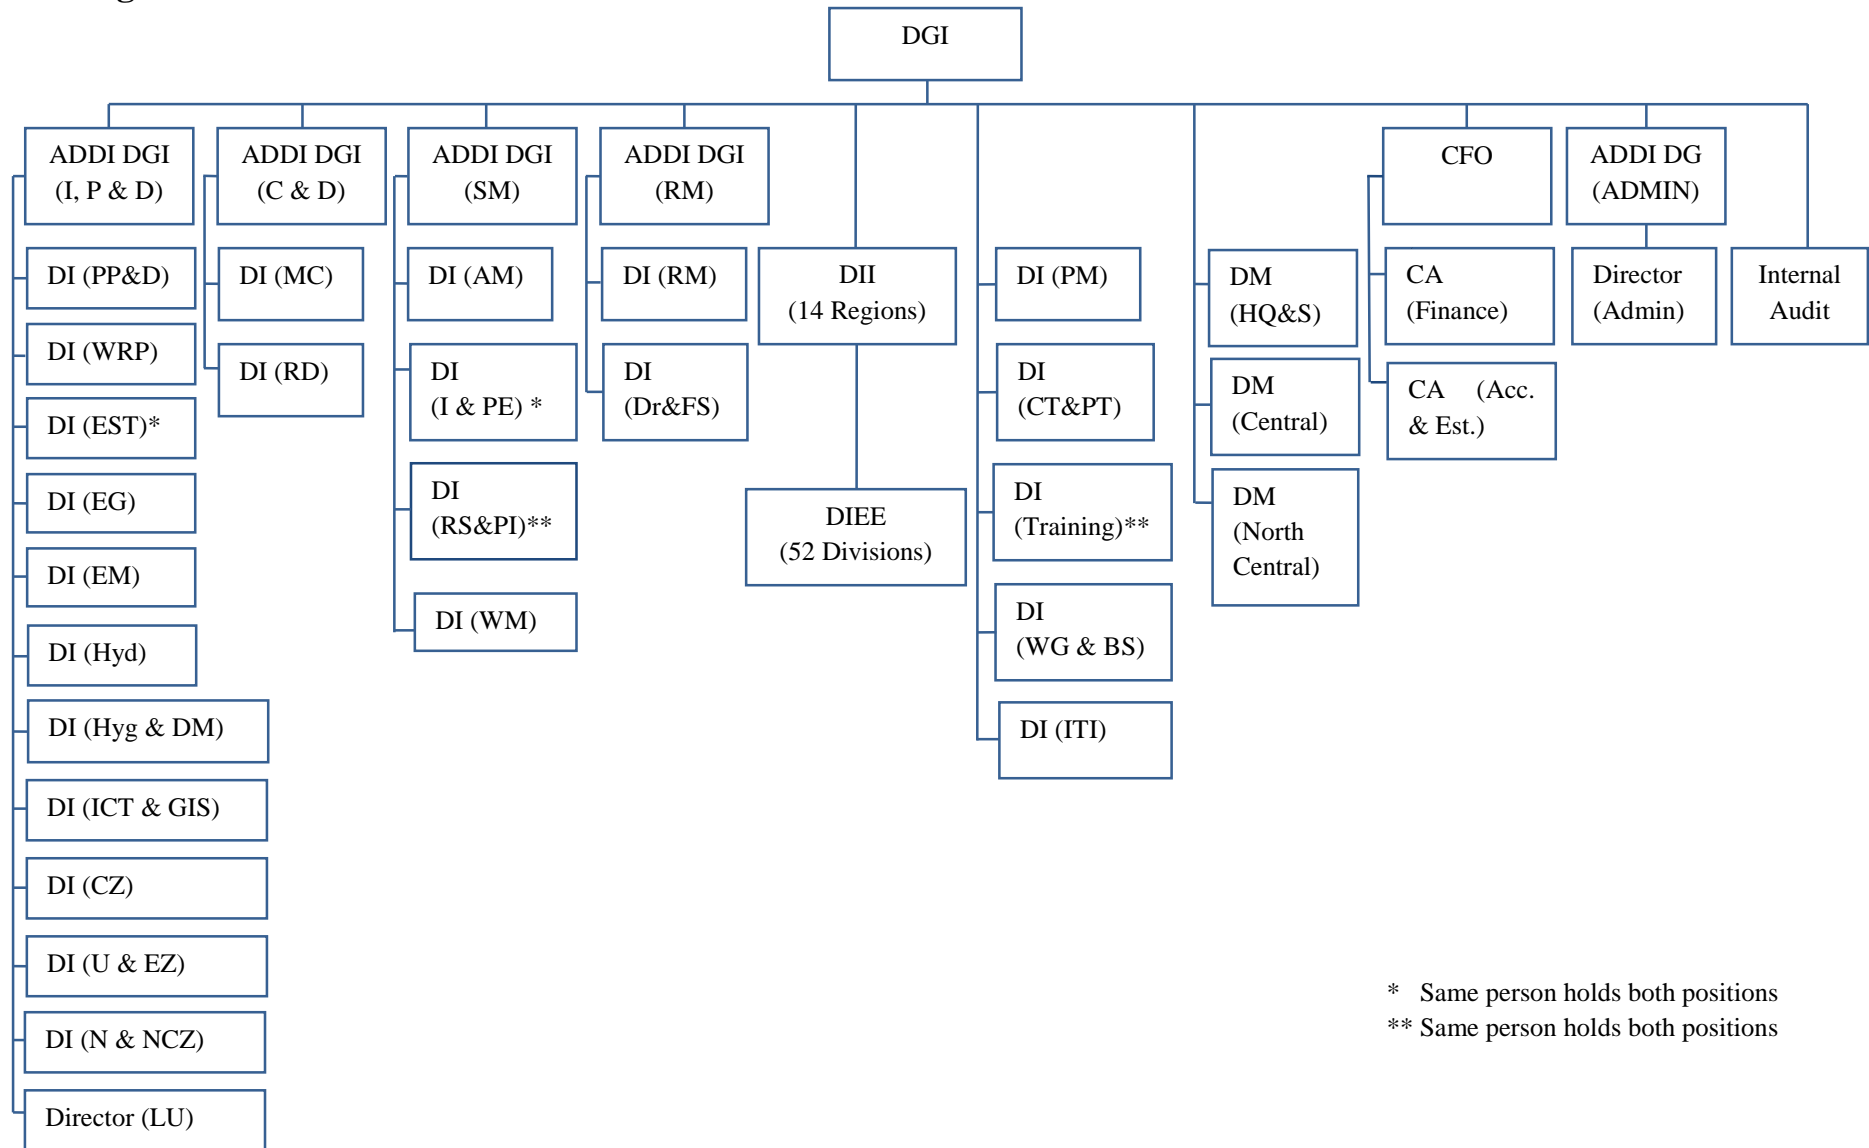 DGI
ADDI DGI
(I, P & D)
ADDI DGI
(C & D)
ADDI DGI
(SM)
ADDI DGI
(RM)
CFO
ADDI DG
(ADMIN)
DI (PP&D)
DI (WRP)
DI (EST)*
DI (EG)
DI (EM)
DI (Hyd)
DI (Hyg & DM)
DI (ICT & GIS)
DI (CZ)
DI (U & EZ)
DI (N & NCZ)
Director (LU)
DI (MC)
DI (RD)
DI (AM)
DI
(I & PE) *
DI
(RS&PI)**
DI (WM)
DI (RM)
DI
(Dr&FS)
DII
(14 Regions)
DIEE
(52 Divisions)
DI (PM)
DI
(CT&PT)
DI
(Training)**
DI
(WG & BS)
DI (ITI)
DM
(HQ&S)
DM
(Central)
DM
(North
Central)
CA
(Finance)
CA (Acc.
& Est.)
Director
(Admin)
Internal
Audit
* Same person holds both positions
** Same person holds both positions